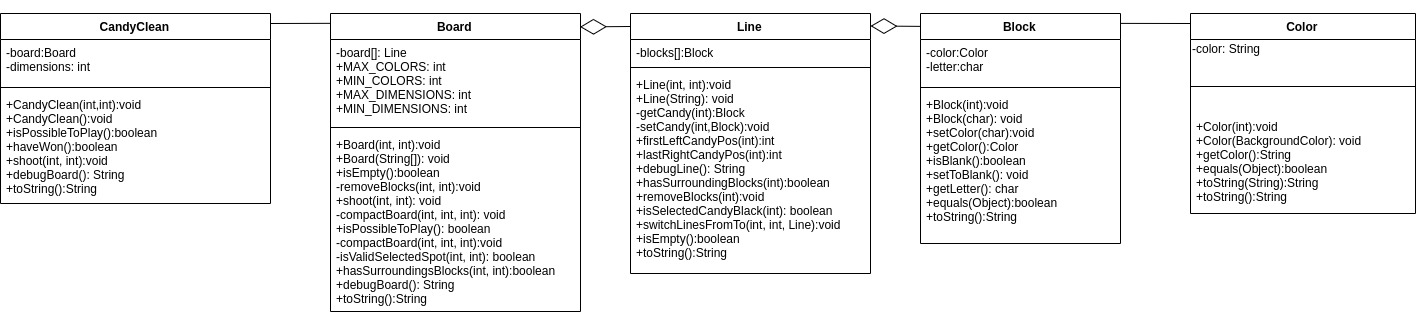 CandyClean
-board:Board
-dimensions: int
+CandyClean(int,int):void
+CandyClean():void
+isPossibleToPlay():boolean
+haveWon():boolean
+shoot(int, int):void
+debugBoard(): String
+toString():String
Board
-board[]: Line
+MAX_COLORS: int
+MIN_COLORS: int
+MAX_DIMENSIONS: int
+MIN_DIMENSIONS: int
+Board(int, int):void
+Board(String[]): void
+isEmpty():boolean
-removeBlocks(int, int):void
+shoot(int, int): void
-compactBoard(int, int, int): void
+isPossibleToPlay(): boolean
-compactBoard(int, int, int):void
-isValidSelectedSpot(int, int): boolean
+hasSurroundingsBlocks(int, int):boolean
+debugBoard(): String
+toString():String
Line
-blocks[]:Block
+Line(int, int):void
+Line(String): void
-getCandy(int):Block
-setCandy(int,Block):void
+firstLeftCandyPos(int):int
+lastRightCandyPos(int):int
+debugLine(): String
+hasSurroundingBlocks(int):boolean
+removeBlocks(int):void
+isSelectedCandyBlack(int): boolean
+switchLinesFromTo(int, int, Line):void
+isEmpty():boolean
+toString():String
Block
-color:Color
-letter:char
+Block(int):void
+Block(char): void
+setColor(char):void
+getColor():Color
+isBlank():boolean
+setToBlank(): void
+getLetter(): char
+equals(Object):boolean
+toString():String
Color
-color: String
+Color(int):void
+Color(BackgroundColor): void
+getColor():String
+equals(Object):boolean
+toString(String):String
+toString():String